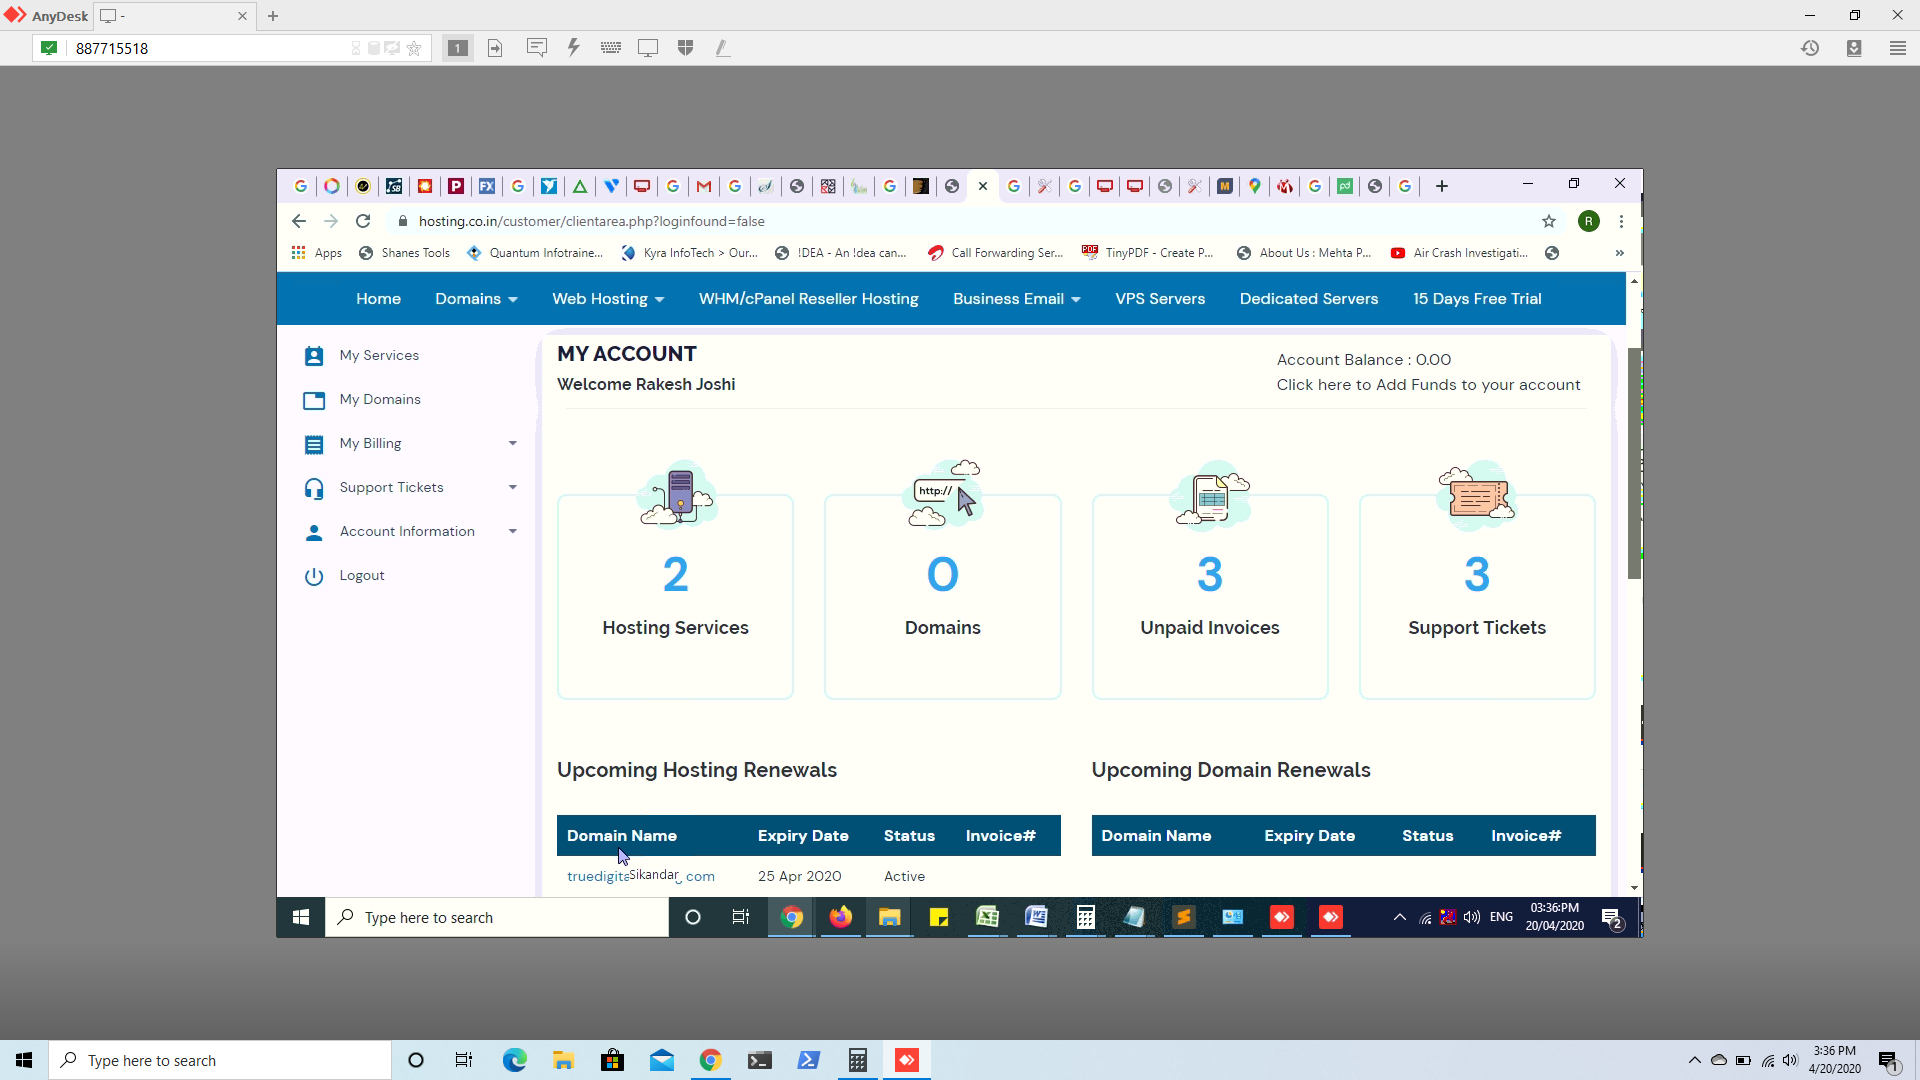 AnyDesk
-
887715518
1
hosting.co.in/customer/clientarea.php?loginfound=false
R
Apps
Shanes Tools
Quantum Infotraine...
Kyra InfoTech > Our...
!DEA - An !dea can...
Call Forwarding Ser...
TinyPDF - Create P...
About Us : Mehta P...
Air Crash Investigati...
»
Home
Domains
Web Hosting
WHM/cPanel Reseller Hosting
Business Email
VPS Servers
Dedicated Servers
15 Days Free Trial
My Services
My Domains
My Billing
Support Tickets
Account Information
Logout
MY ACCOUNT
Welcome Rakesh Joshi
Account Balance : 0.00
Click here to Add Funds to your account
http://
2
Hosting Services
0
Domains
3
Unpaid Invoices
3
Support Tickets
Upcoming Hosting Renewals
Domain Name Expiry Date Status Invoice#
25 Apr 2020 Active
Sikandar
Upcoming Domain Renewals
Domain Name Expiry Date Status Invoice#
Type here to search
ENG
03:36:PM
20/04/2020
2
Type here to search
3:36 PM
4/20/2020
1